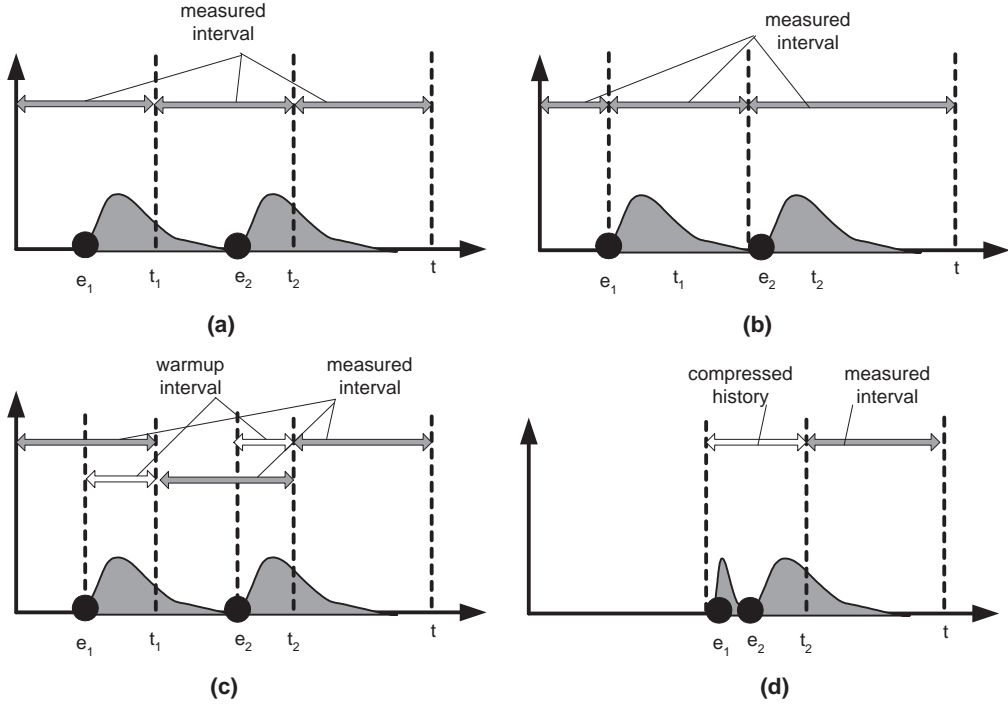 measured
interval
e1 t1 e2 t2 t
(a)
measured
interval
e1 t1 e2 t2 t
(b)
warmup
interval
measured
interval
e1 t1 e2 t2 t
(c)
compressed
history
measured
interval
e1 e2 t2 t
(d)